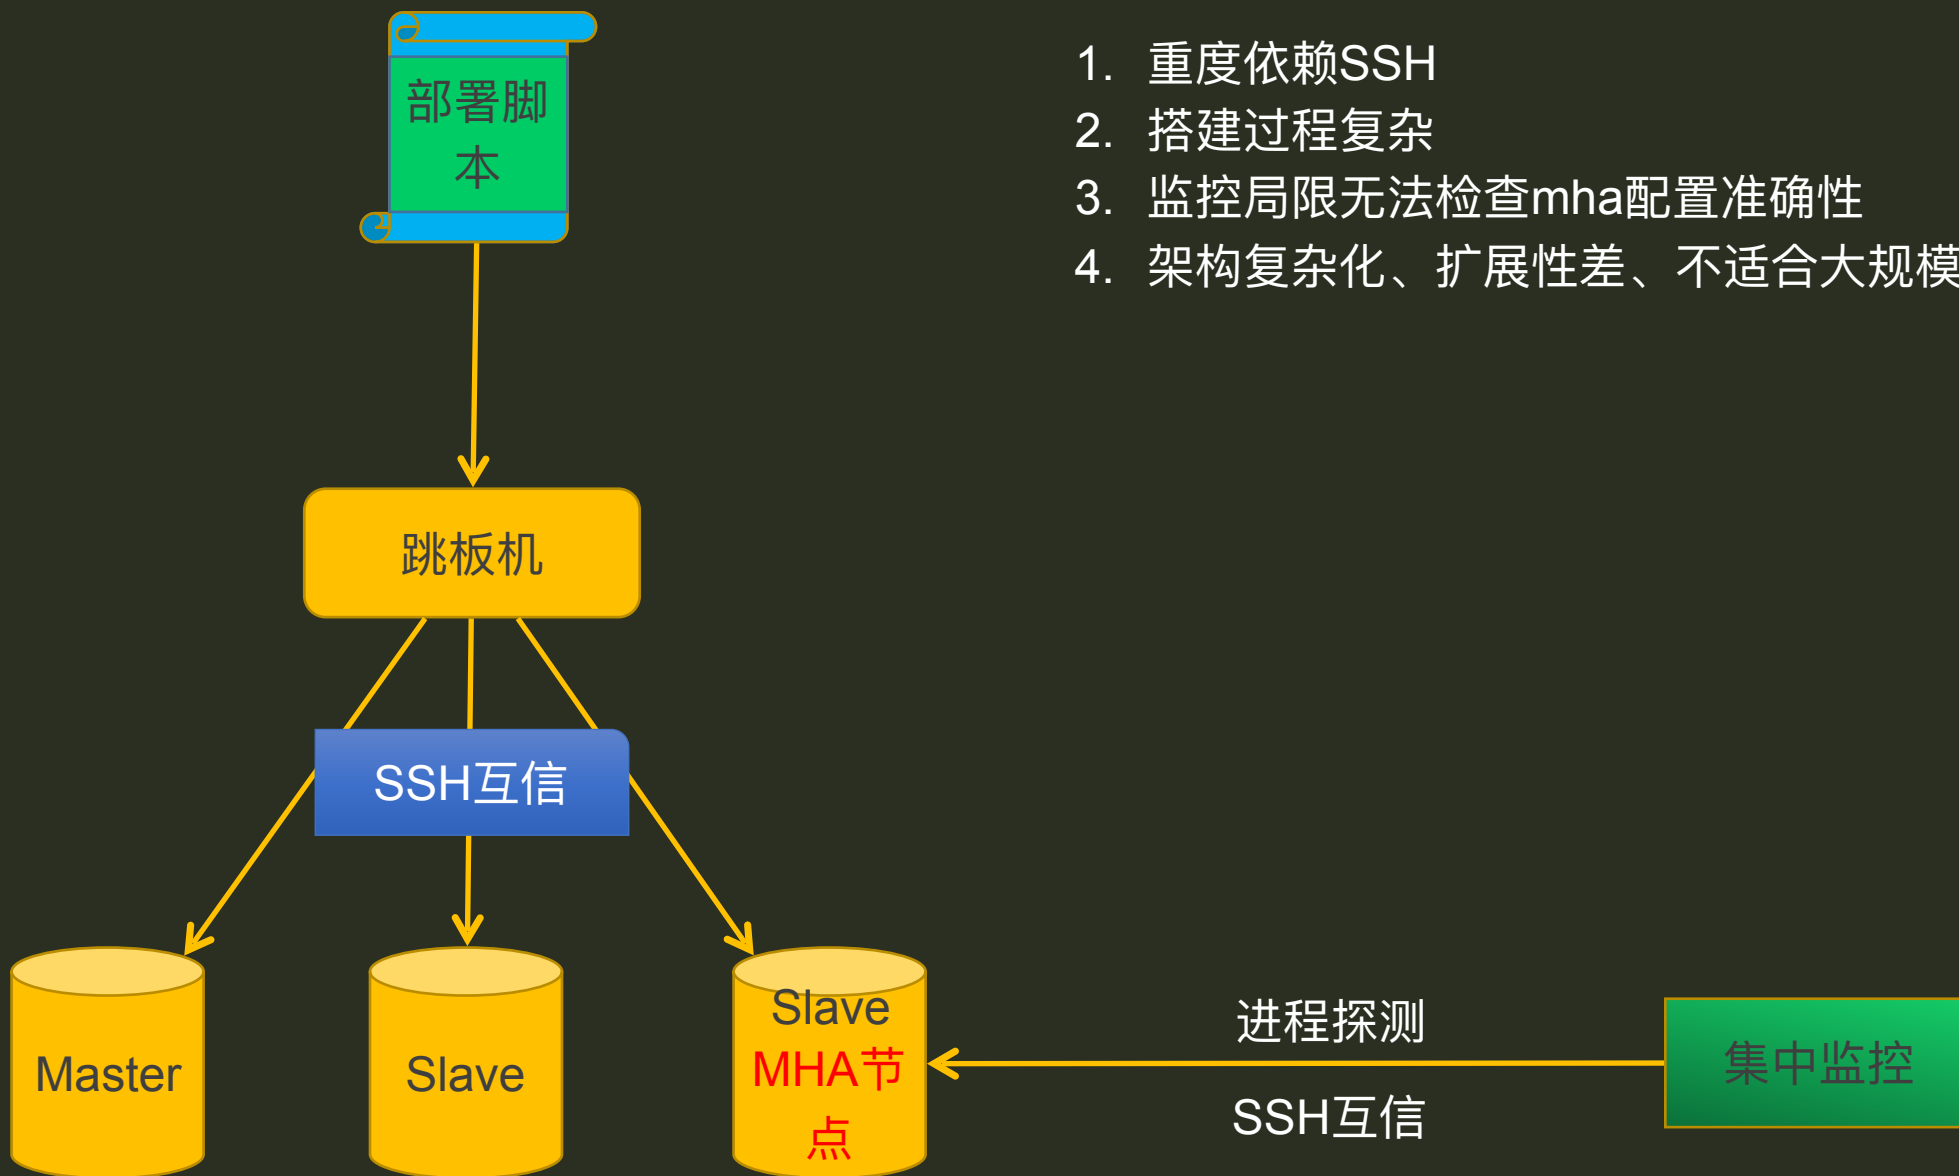 部署脚
本
1. 重度依赖SSH
2. 搭建过程复杂
3. 监控局限无法检查mha配置准确性
4. 架构复杂化、扩展性差、不适合大规模
跳板机
SSH互信
Master
Slave
Slave
MHA节
点
进程探测
SSH互信
集中监控